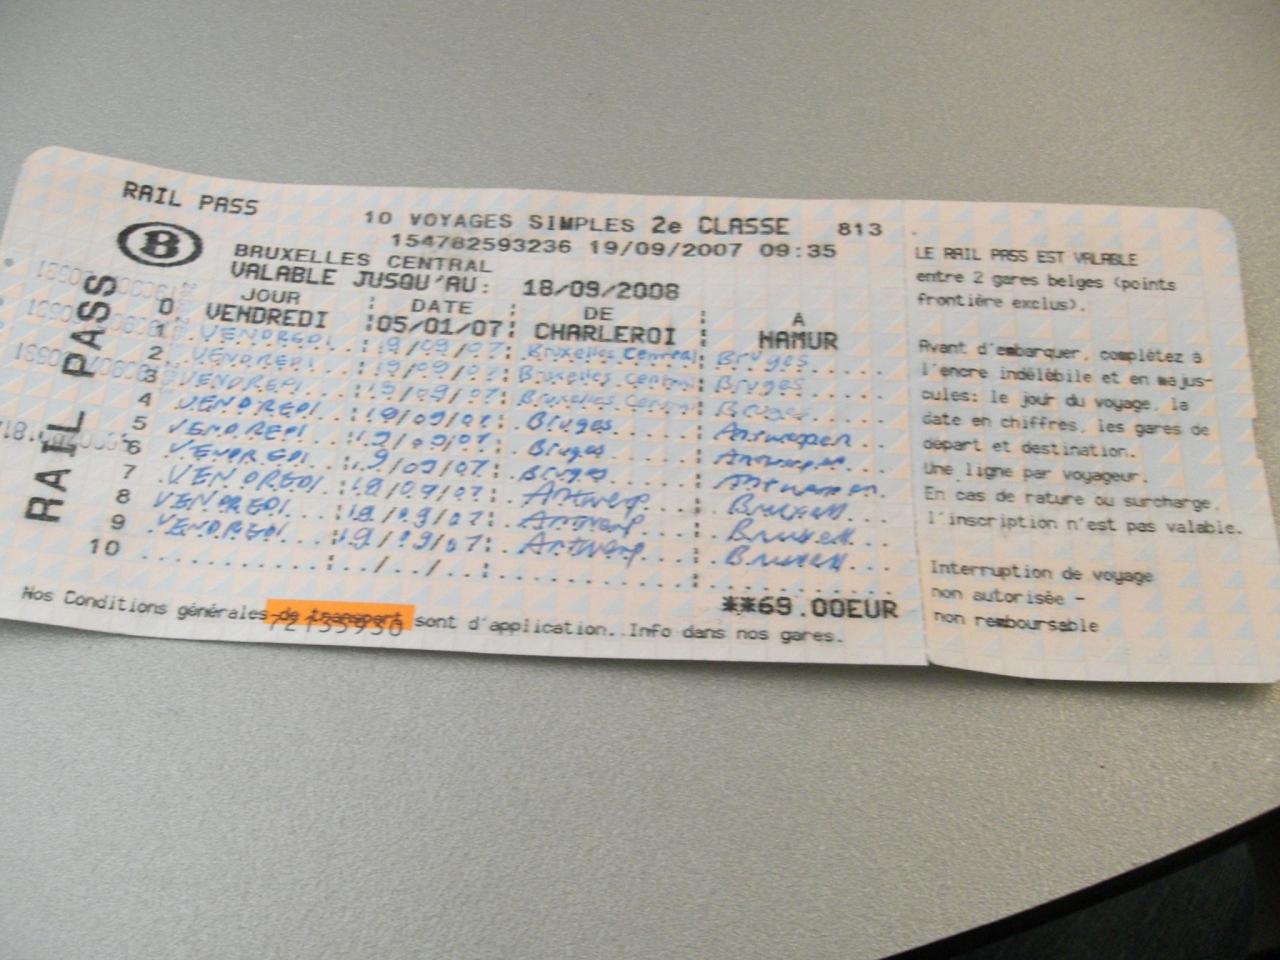 RAIL PASS
10 VOYAGES SIMPLES 2e CLASSE 813
154782593236 19/09/2007 09:35
B
BRUXELLES CENTRAL
VALABLE JUSQU'AU: 18/09/2008
JOUR DATE DE À
0. VENDREDI 05/01/07 CHARLEROI NAMUR
1 VENDREDI 19/09/07 Bruxelles Central Bruges
2 VENDREDI 19/09/07 Bruxelles Central Bruges
3 VENDREDI 19/09/07 Bruxelles Central Bruges
4 VENDREDI 19/09/07 Bruges Antwerpen
5 VENDREDI 19/09/07 Bruges Antwerpen
6 VENDREDI 19/09/07 Bruges Antwerpen
7 VENDREDI 19/09/07 Antwerp
8 VENDREDI 19/09/07 Antwerp
9 VENDREDI 19/09/07 Antwerp
10
**69.00EUR
Nos Conditions générales de transport sont d'application. Info dans nos gares.
RAIL PASS
LE RAIL PASS EST VALABLE
entre 2 gares belges (points
frontière exclus).
Avant d'embarquer, complétez à
l'encre indélébile et en majus-
cules: le jour du voyage, la
date en chiffres, les gares de
départ et destination.
Une ligne par voyageur.
En cas de rature ou surcharge,
l'inscription n'est pas valable.
Interruption de voyage
non autorisée -
non remboursable